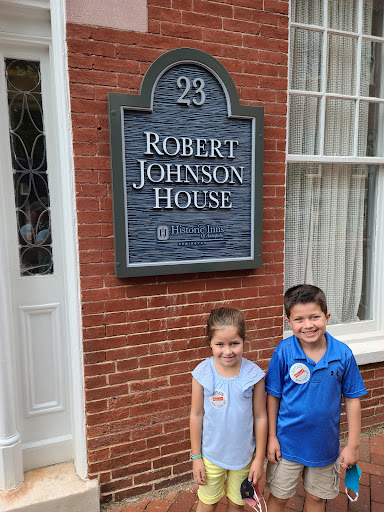 23
ROBERT
JOHNSON
HOUSE
Historic Inns